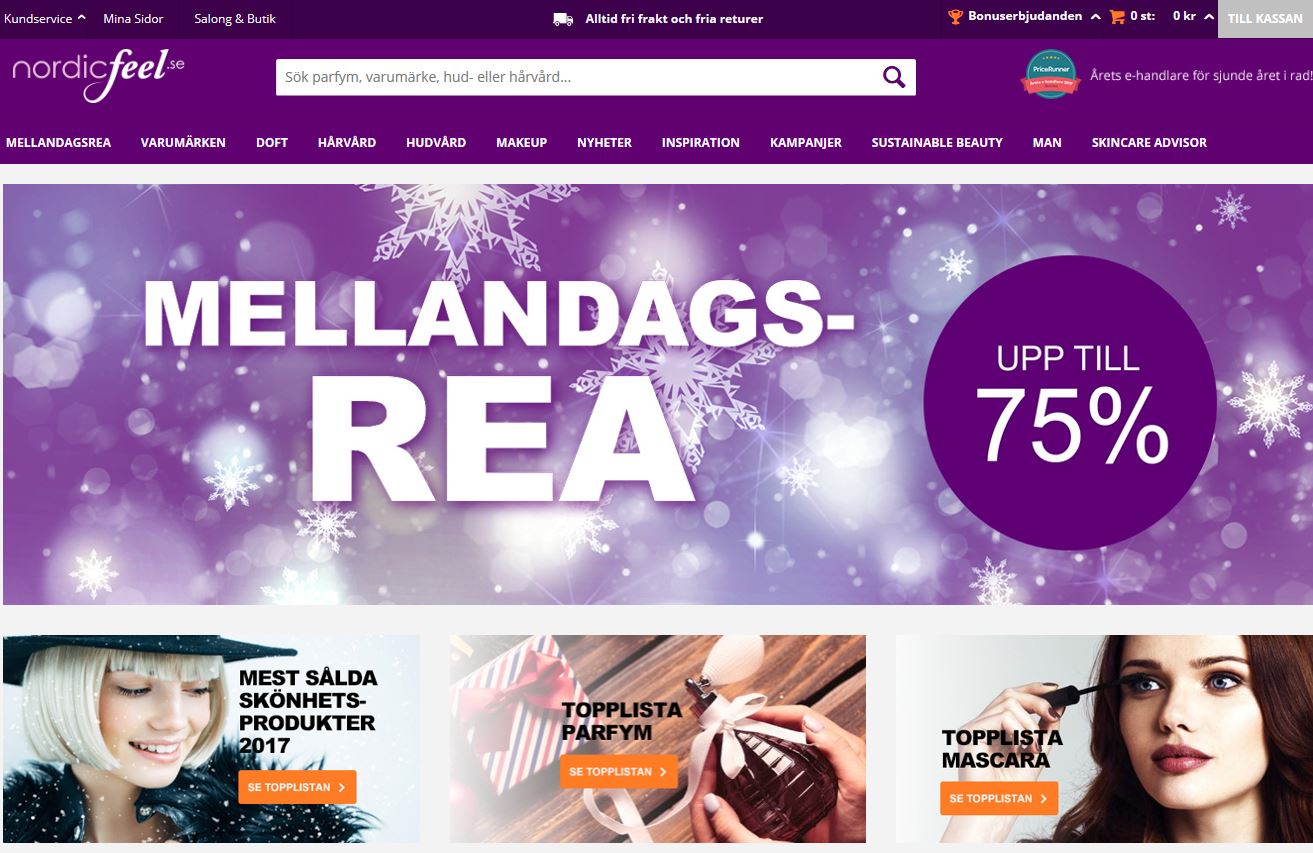 Kundservice
Mina Sidor
Salong & Butik
Alltid fri frakt och fria returer
Bonuserbjudanden
0 st:
0 kr
TILL KASSAN
nordicfeel.se
Sök parfym, varumärke, hud- eller hårvård...
PriceRunner
Årets e-handlare för sjunde året i rad!
MELLANDAGSREA
VARUMÄRKEN
DOFT
HÅRVÅRD
HUDVÅRD
MAKEUP
NYHETER
INSPIRATION
KAMPANJER
SUSTAINABLE BEAUTY
MAN
SKINCARE ADVISOR
MELLANDAGS-
REA
UPP TILL
75%
MEST SÅLDA
SKÖNHETS-
PRODUKTER
2017
SE TOPPLISTAN
TOPPLISTA
PARFYM
SE TOPPLISTAN
TOPPLISTA
MASCARA
SE TOPPLISTAN